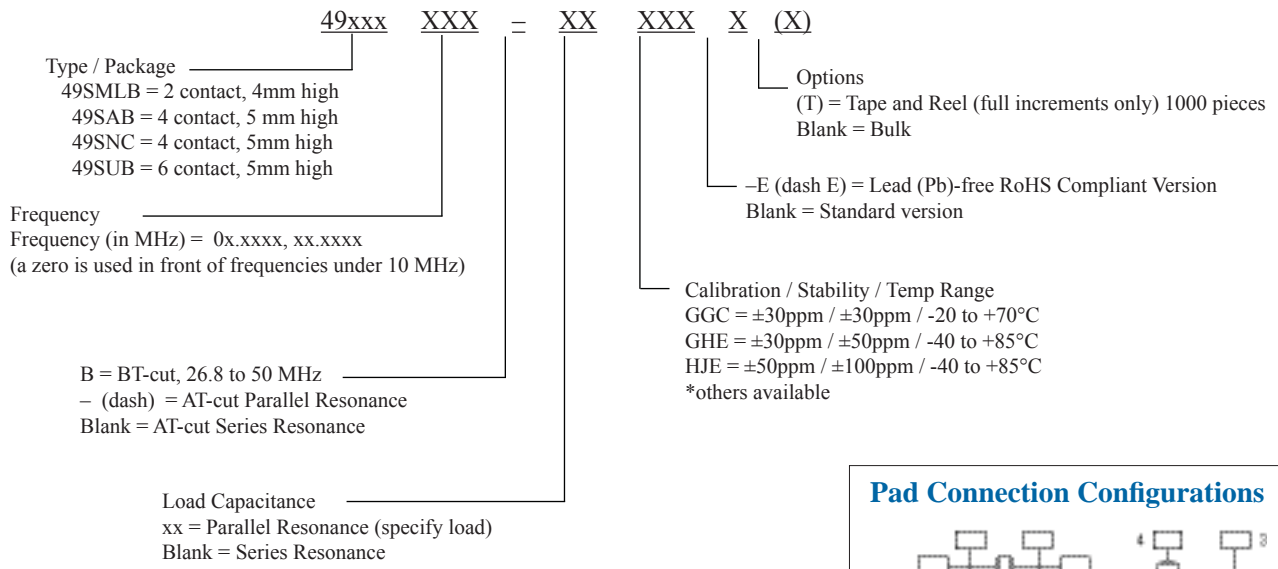 49xxx XXX – XX XXX X (X)
Type / Package
49SMLB = 2 contact, 4mm high
49SAB = 4 contact, 5 mm high
49SNC = 4 contact, 5mm high
49SUB = 6 contact, 5mm high
Options
(T) = Tape and Reel (full increments only) 1000 pieces
Blank = Bulk
–E (dash E) = Lead (Pb)-free RoHS Compliant Version
Blank = Standard version
Frequency
Frequency (in MHz) = 0x.xxxx, xx.xxxx
(a zero is used in front of frequencies under 10 MHz)
Calibration / Stability / Temp Range
GGC = ±30ppm / ±30ppm / -20 to +70°C
GHE = ±30ppm / ±50ppm / -40 to +85°C
HJE = ±50ppm / ±100ppm / -40 to +85°C
*others available
B = BT-cut, 26.8 to 50 MHz
– (dash) = AT-cut Parallel Resonance
Blank = AT-cut Series Resonance
Load Capacitance
xx = Parallel Resonance (specify load)
Blank = Series Resonance
Pad Connection Configurations
4 3